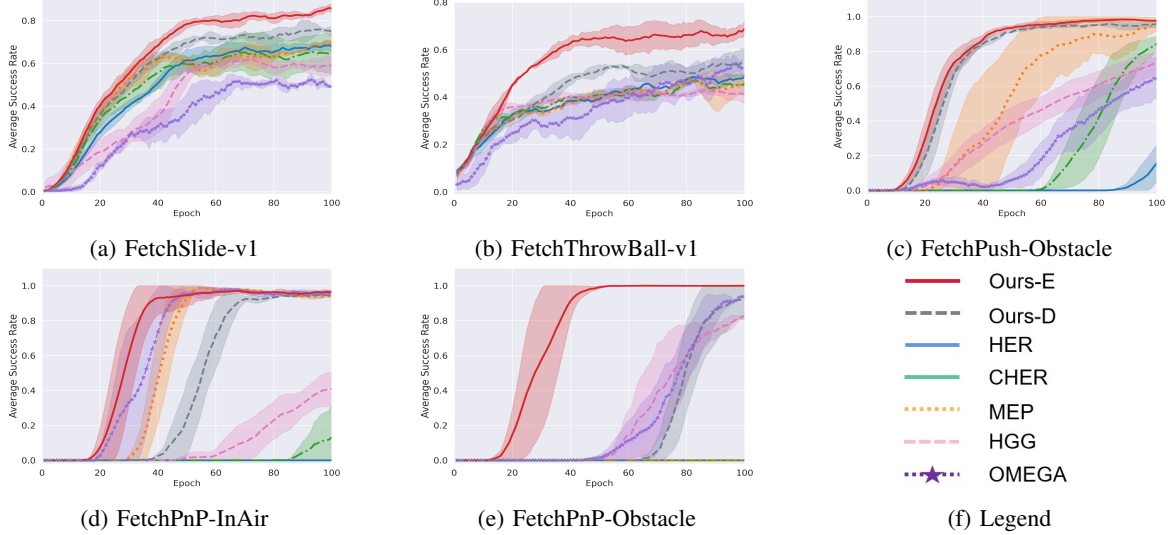 Average Success Rate
0.8
0.6
0.4
0.2
0.0
0 20 40 60 80 100
Epoch
(a) FetchSlide-v1
Average Success Rate
0.8
0.6
0.4
0.2
0.0
0 20 40 60 80 100
Epoch
(b) FetchThrowBall-v1
Average Success Rate
1.0
0.8
0.6
0.4
0.2
0.0
0 20 40 60 80 100
Epoch
(c) FetchPush-Obstacle
Average Success Rate
1.0
0.8
0.6
0.4
0.2
0.0
0 20 40 60 80 100
Epoch
(d) FetchPnP-InAir
Average Success Rate
1.0
0.8
0.6
0.4
0.2
0.0
0 20 40 60 80 100
Epoch
(e) FetchPnP-Obstacle
Ours-E
Ours-D
HER
CHER
MEP
HGG
OMEGA
(f) Legend